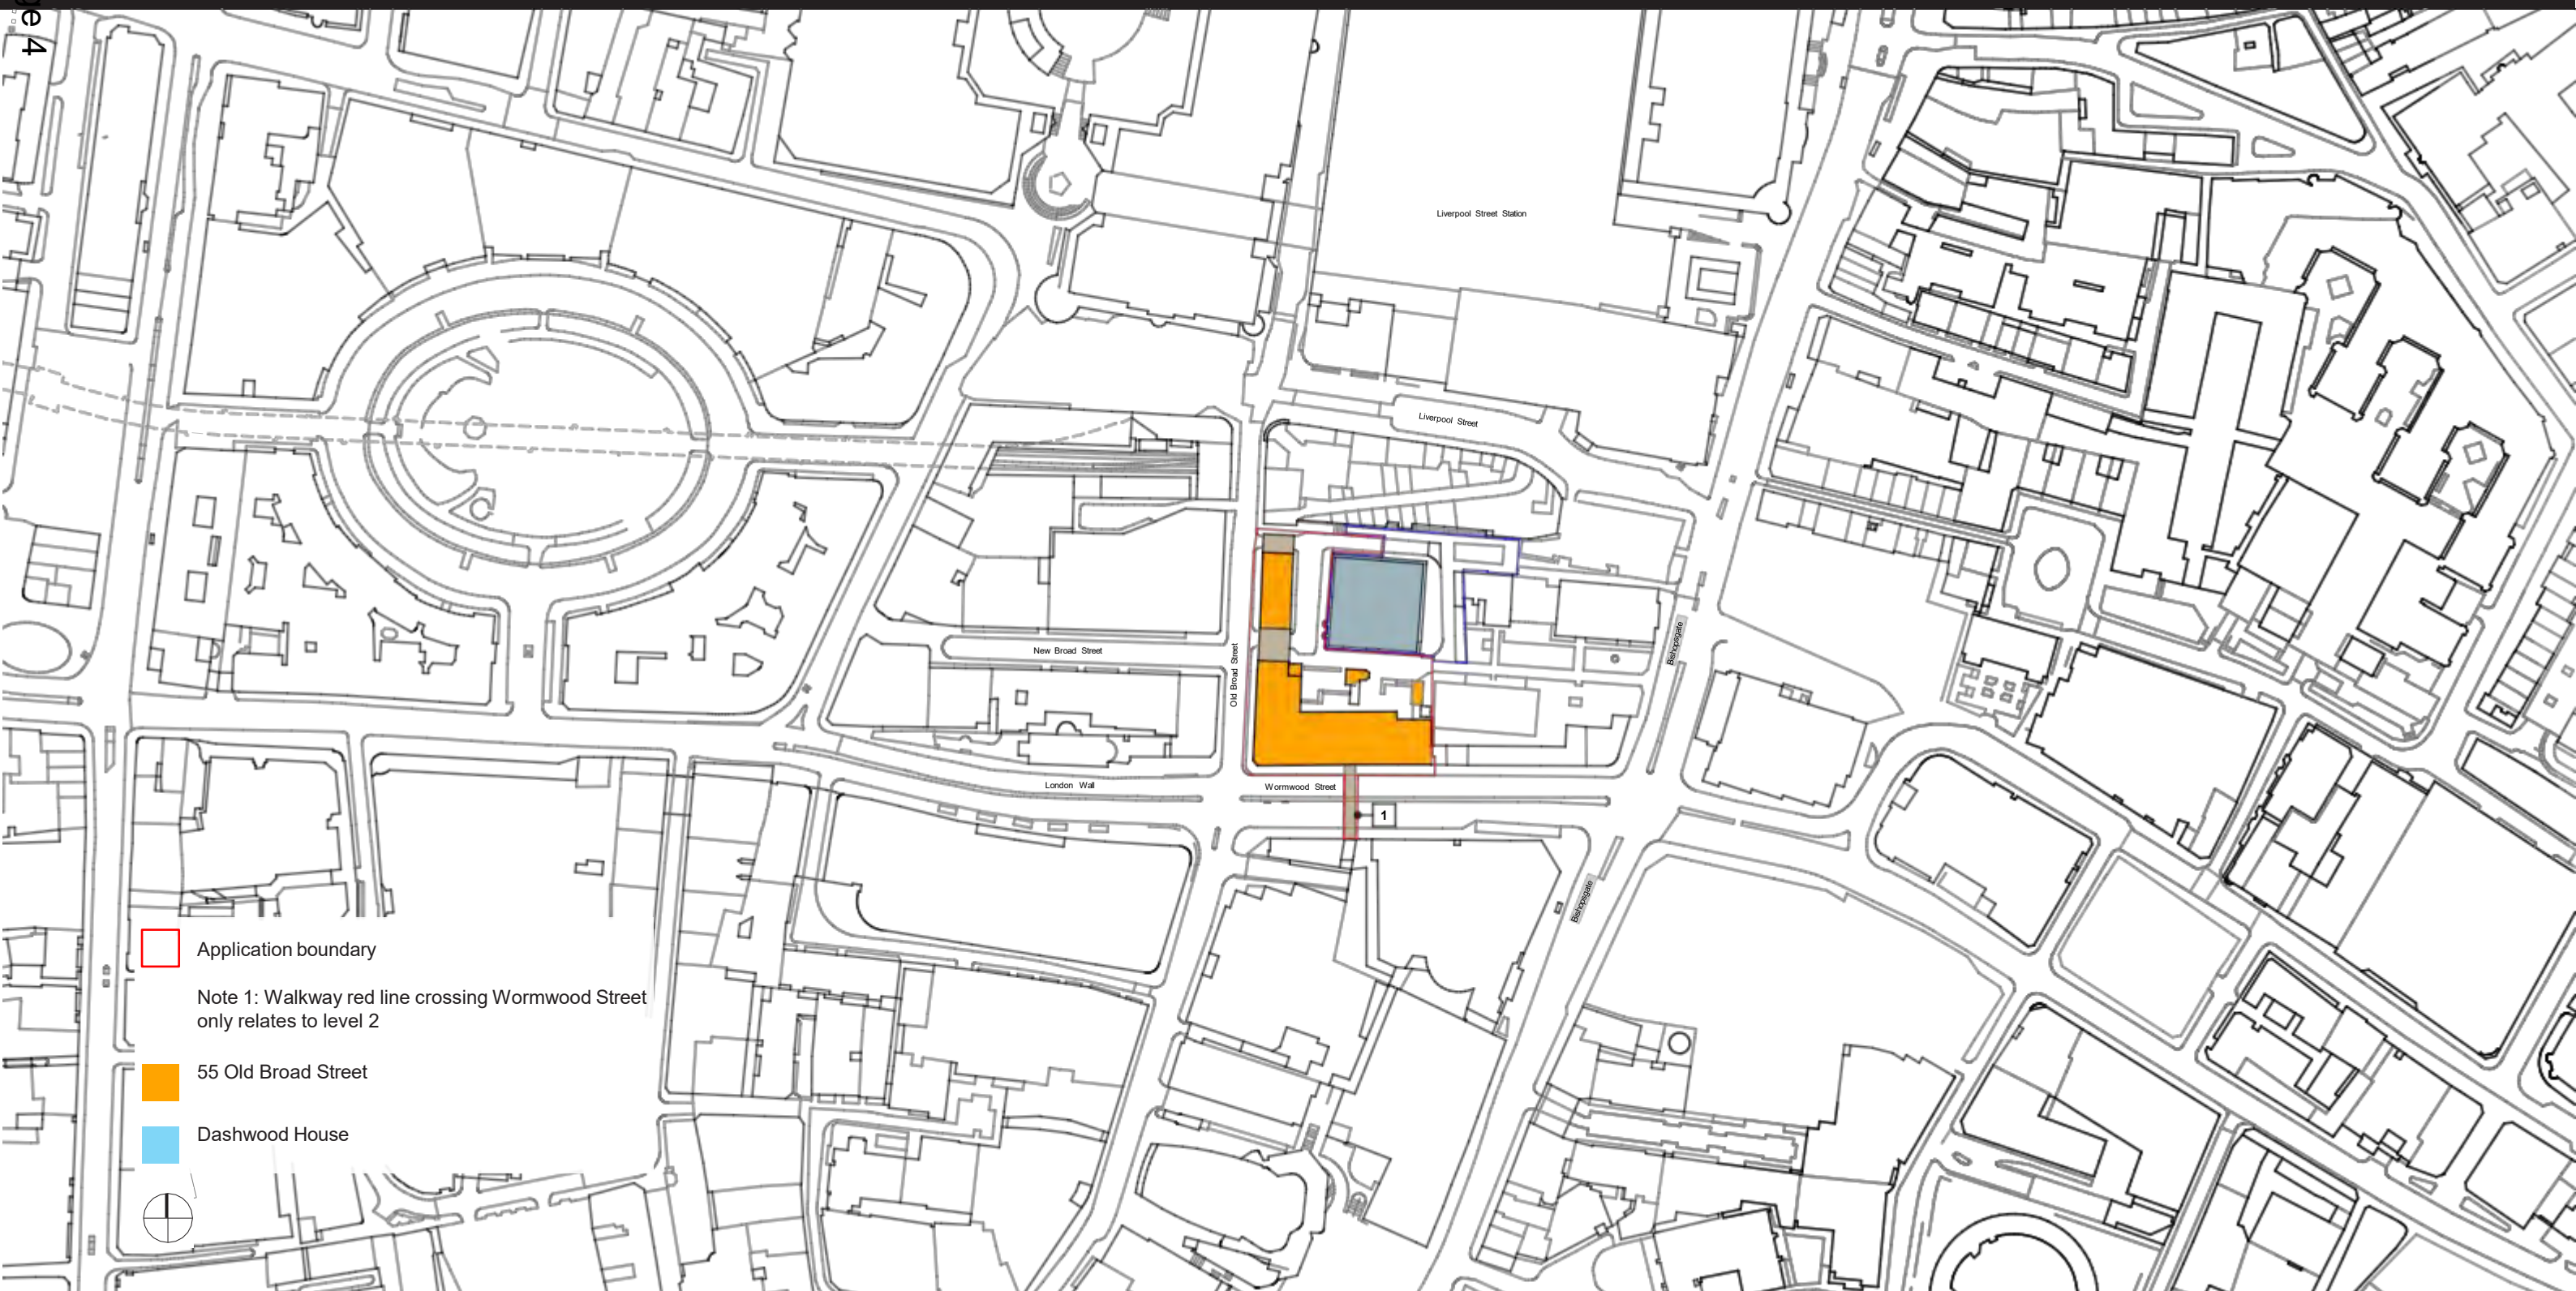 ge 4
Liverpool Street Station
Liverpool Street
New Broad Street
Old Broad Street
Bishopsgate
London Wall
Wormwood Street
1
Bishopsgate
Application boundary
Note 1: Walkway red line crossing Wormwood Street
only relates to level 2
55 Old Broad Street
Dashwood House